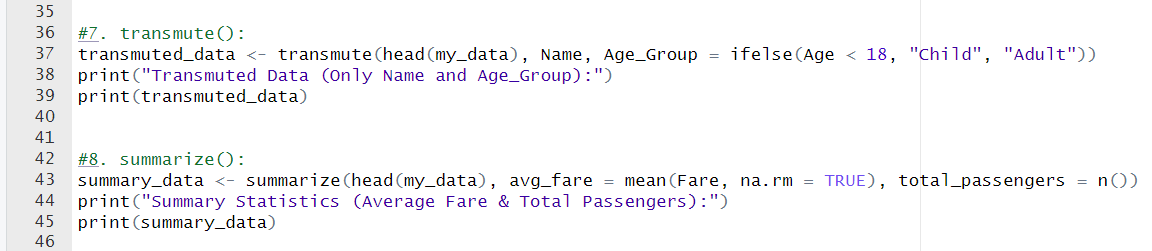 35
36 #7. transmute():
37 transmuted_data <- transmute(head(my_data), Name, Age_Group = ifelse(Age < 18, "Child", "Adult"))
38 print("Transmuted Data (Only Name and Age_Group):")
39 print(transmuted_data)
40
41
42 #8. summarize():
43 summary_data <- summarize(head(my_data), avg_fare = mean(Fare, na.rm = TRUE), total_passengers = n())
44 print("Summary Statistics (Average Fare & Total Passengers):")
45 print(summary_data)
46